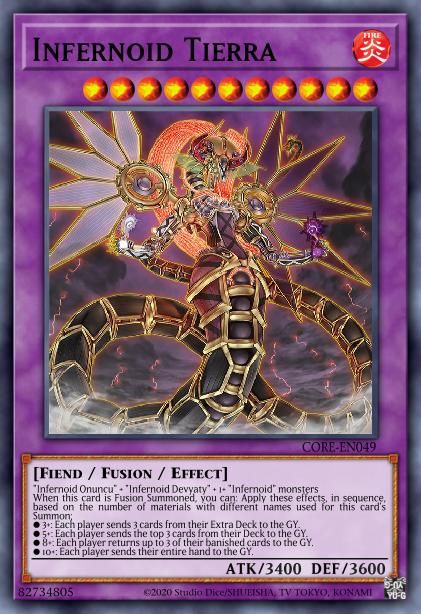 INFERNOID TIERRA
FIRE
炎
CORE-EN049
[FIEND / FUSION / EFFECT]
"Infernoid Onuncu" + "Infernoid Devyaty" + 1+ "Infernoid" monsters
When this card is Fusion Summoned, you can: Apply these effects, in sequence,
based on the number of materials with different names used for this card's
Summon;
● 3+: Each player sends 3 cards from their Extra Deck to the GY.
● 5+: Each player sends the top 3 cards from their Deck to the GY.
● 8+: Each player returns up to 3 of their banished cards to the GY.
● 10+: Each player sends their entire hand to the GY.
ATK/3400 DEF/3600
82734805
©2020 Studio Dice/SHUEISHA, TV TOKYO, KONAMI